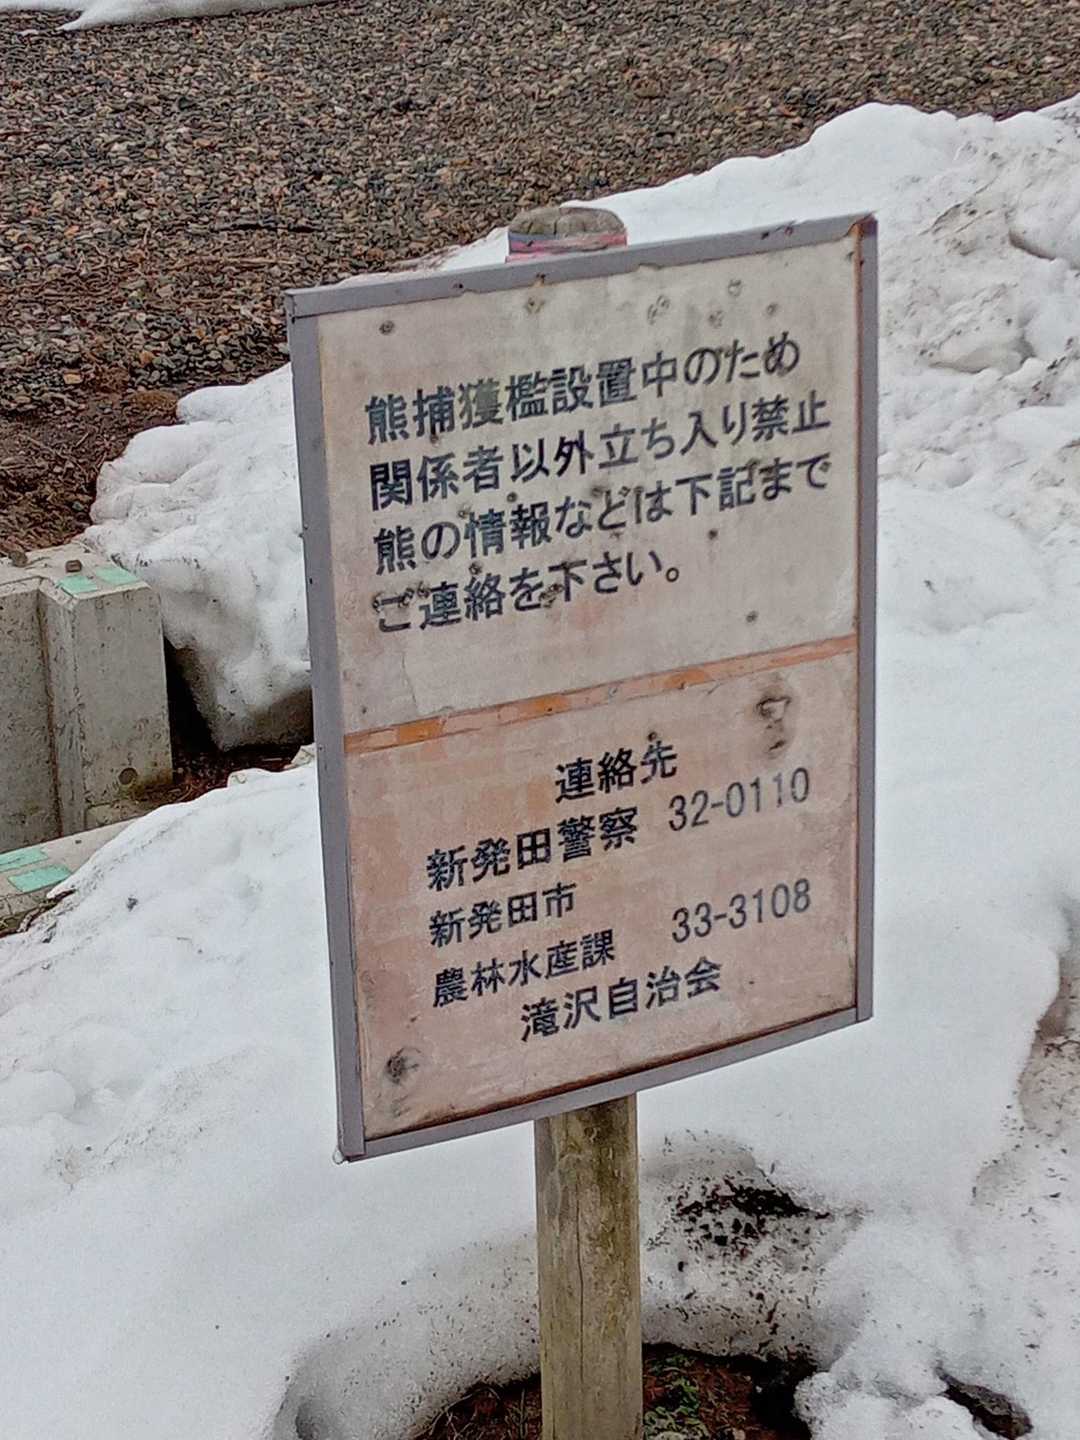 熊捕獲檻設置中のため
関係者以外立ち入り禁止
熊の情報などは下記まで
ご連絡を下さい。
連絡先
新発田警察 32-0110
新発田市
農林水産課 33-3108
滝沢自治会